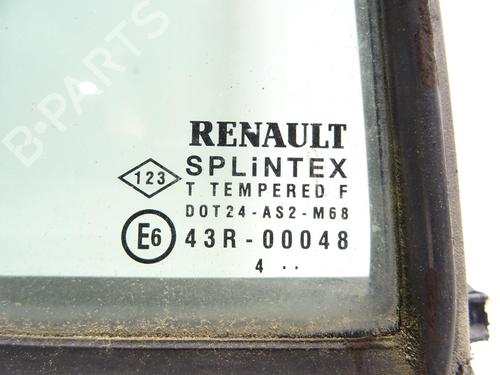 B-PARTS
RENAULT
SPLiNTEX
123
T TEMPERED F
DOT24-AS2-M68
E6 43R-00048
4 ..